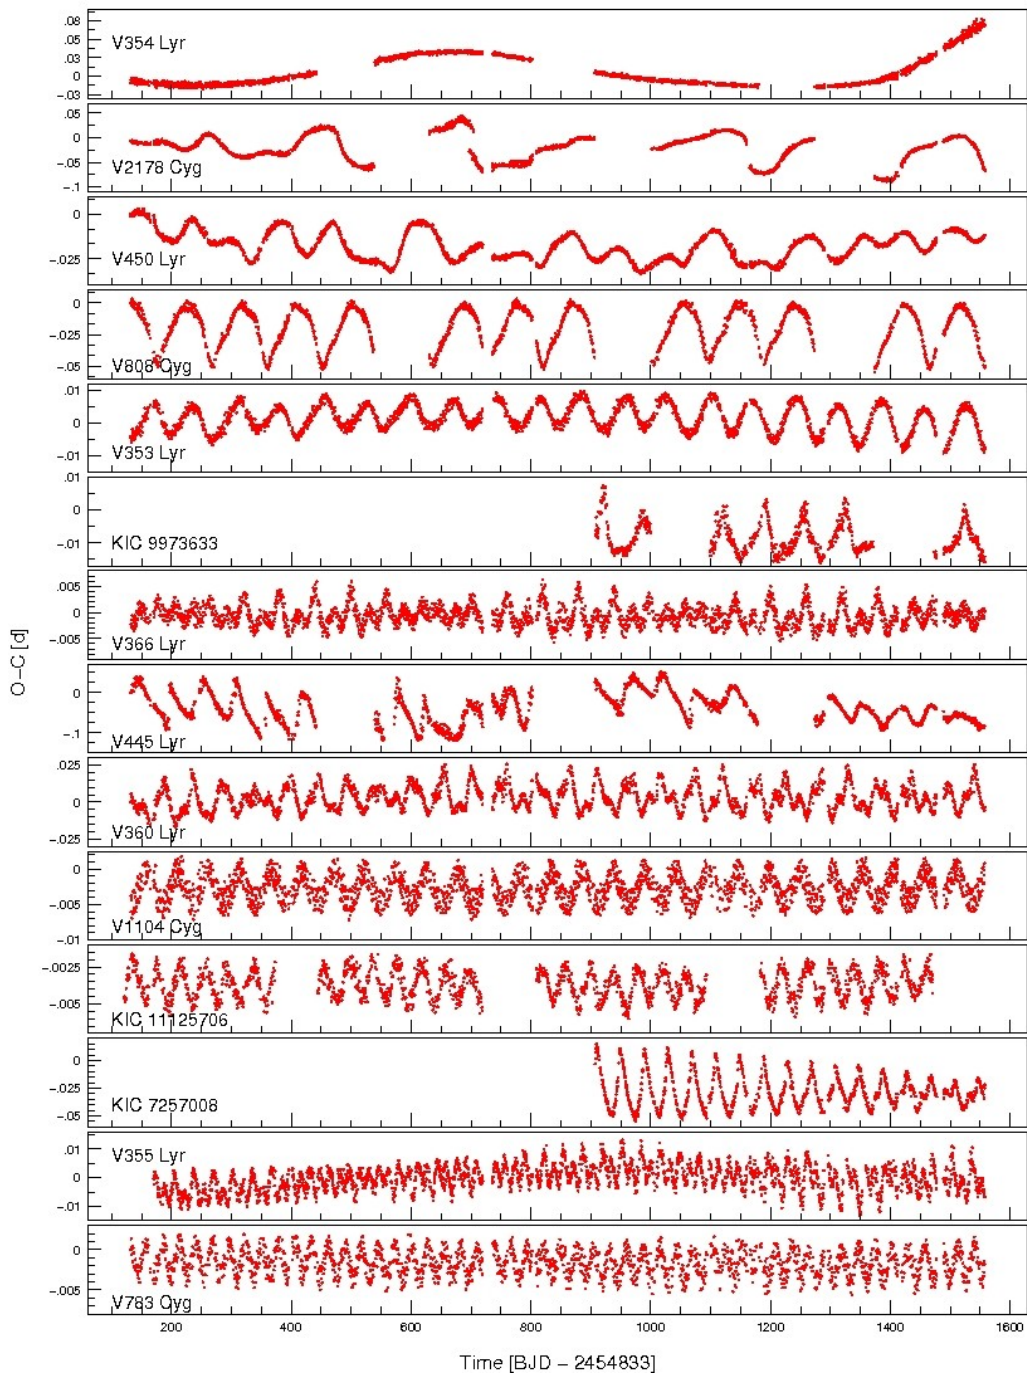 .08
.05
.03
0
-.03
V354 Lyr
.05
0
-.05
-.1
V2178 Cyg
0
-.025
V450 Lyr
0
-.025
-.05
V808 Cyg
.01
0
-.01
V353 Lyr
.01
0
-.01
KIC 9973633
.005
0
-.005
V366 Lyr
O-C [d]
0
-.1
V445 Lyr
.025
0
-.025
V360 Lyr
0
-.005
-.01
V1104 Cyg
-.0025
-.005
KIC 11125706
0
-.025
-.05
KIC 7257008
.01
0
-.01
V355 Lyr
0
-.005
V783 Cyg
200 400 600 800 1000 1200 1400 1600
Time [BJD - 2454833]